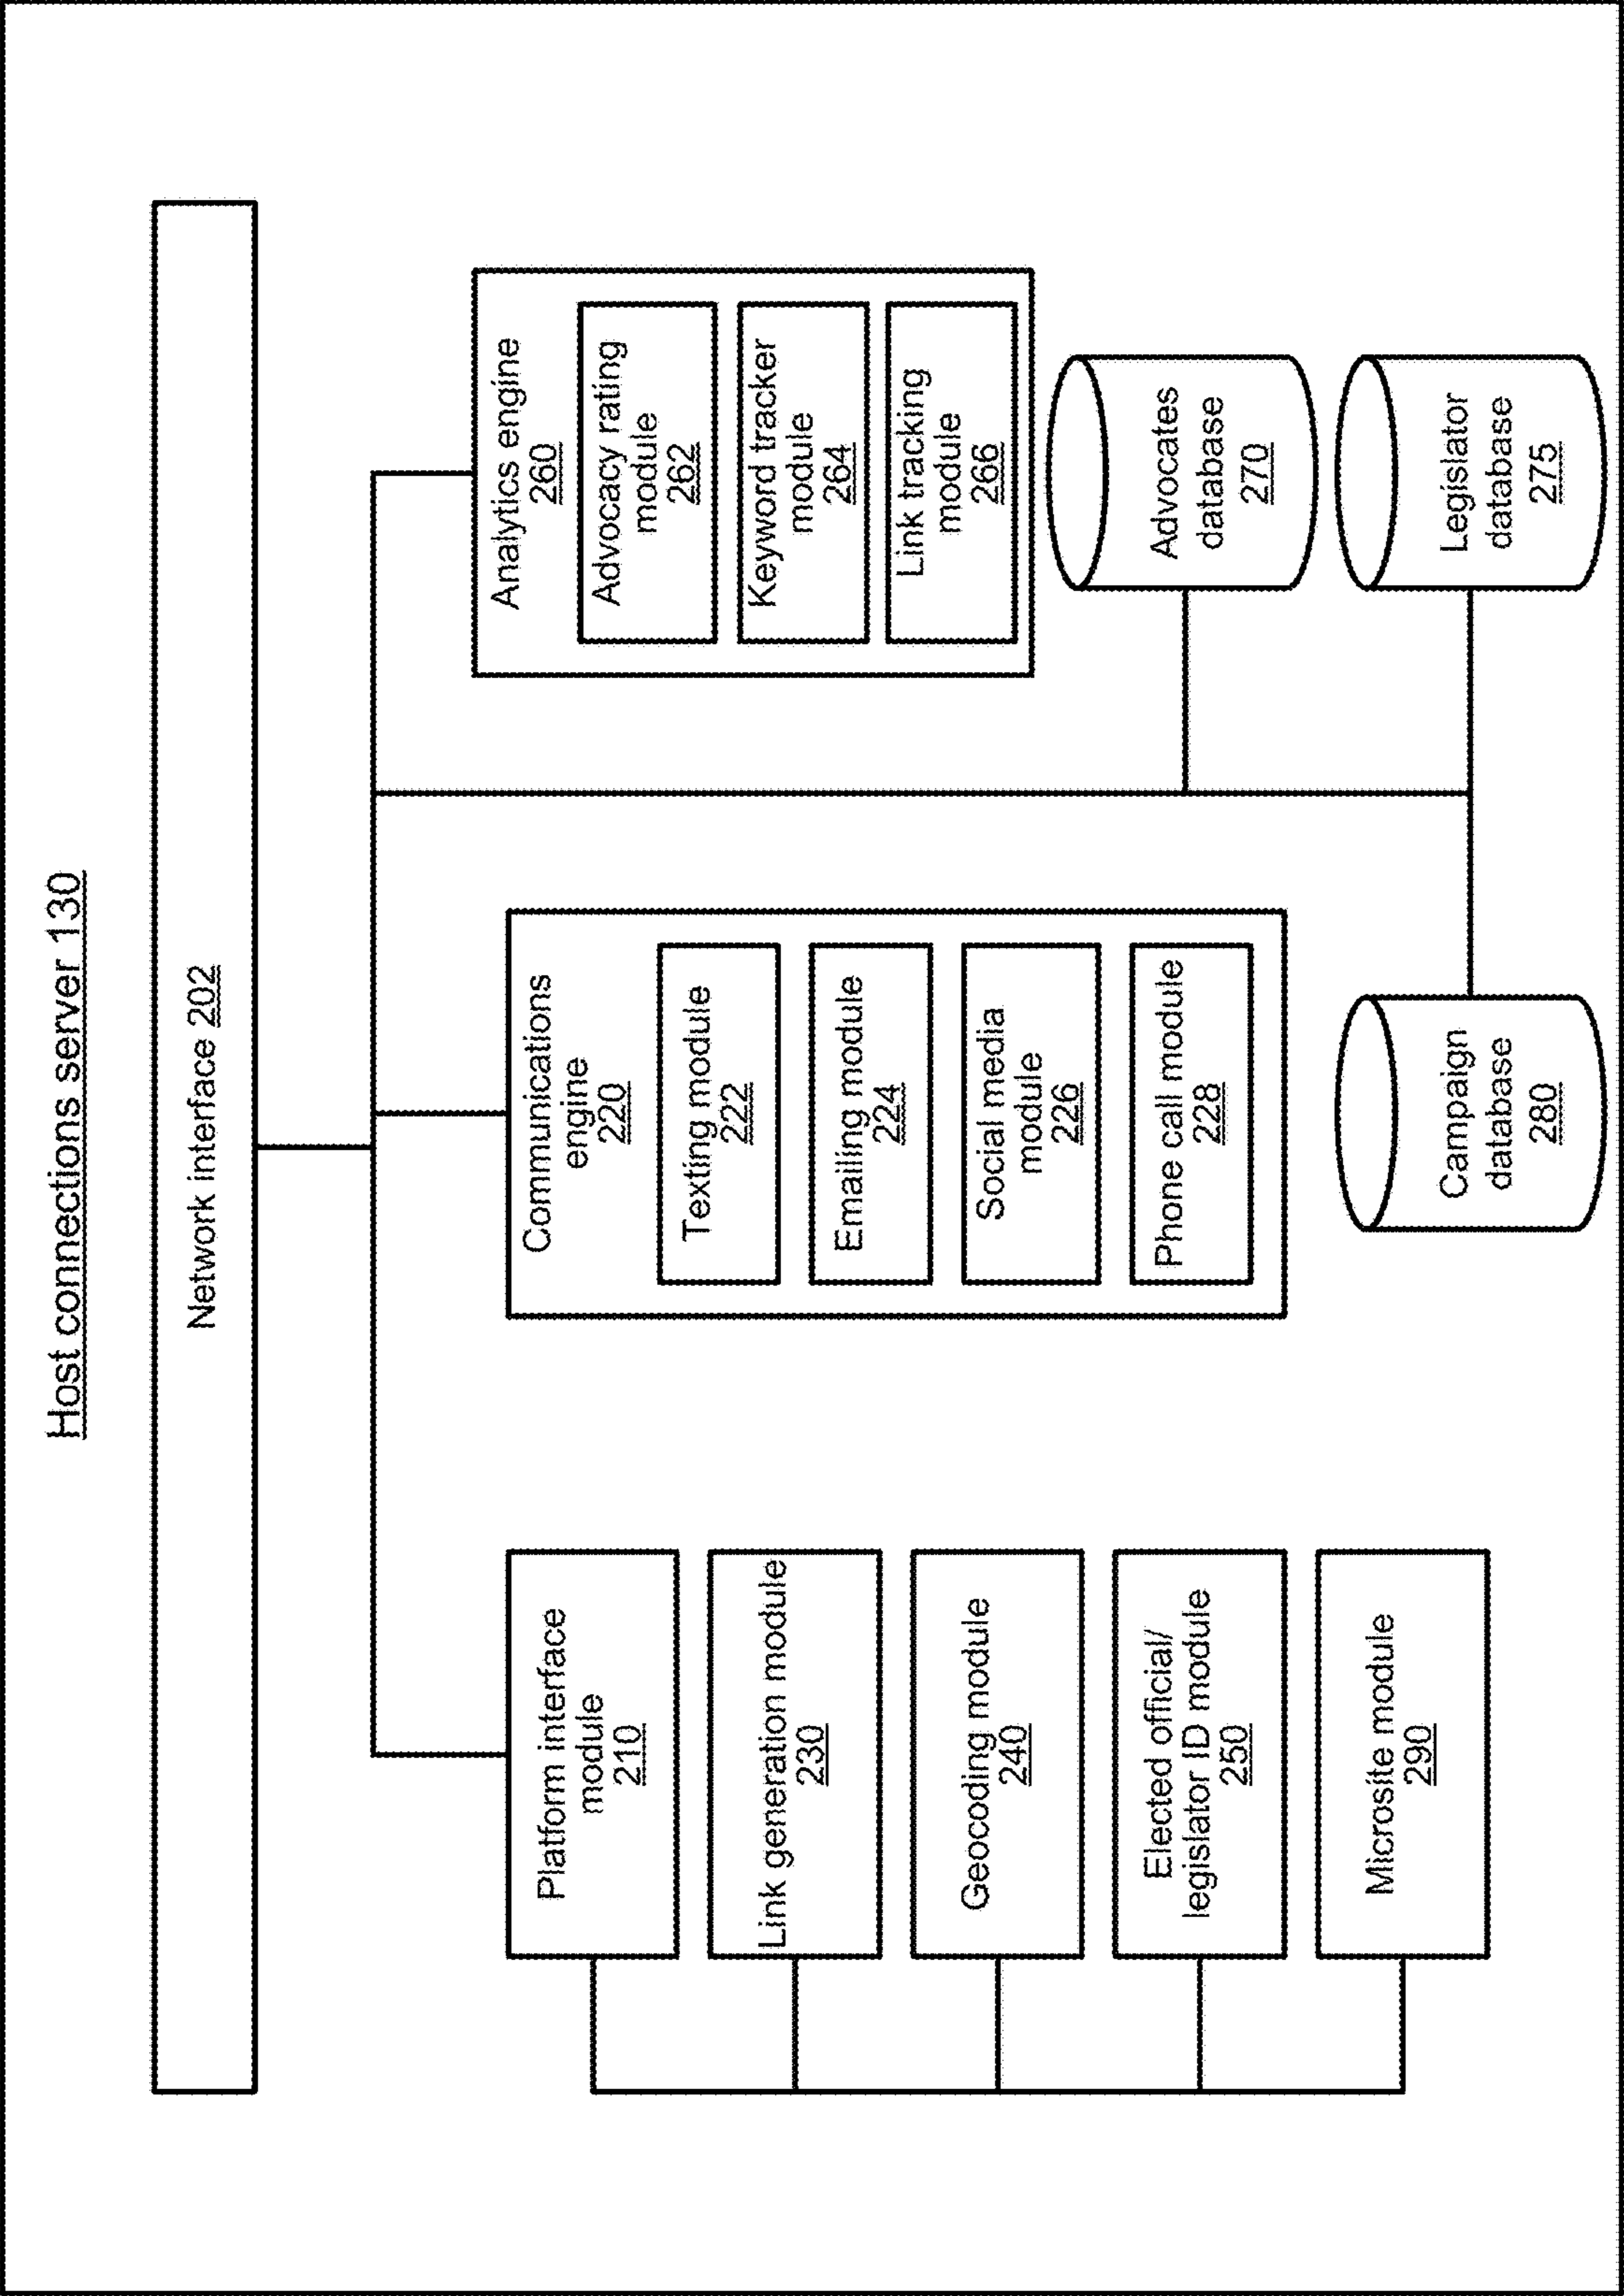 Host connections server 130
Network interface 202
Platform interface
module
210
Link generation module
230
Geocoding module
240
Elected official/
legislator ID module
250
Microsite module
290
Communications
engine
220
Texting module
222
Emailing module
224
Social media
module
226
Phone call module
228
Campaign
database
280
Analytics engine
260
Advocacy rating
module
262
Keyword tracker
module
264
Link tracking
module
266
Advocates
database
270
Legislator
database
275